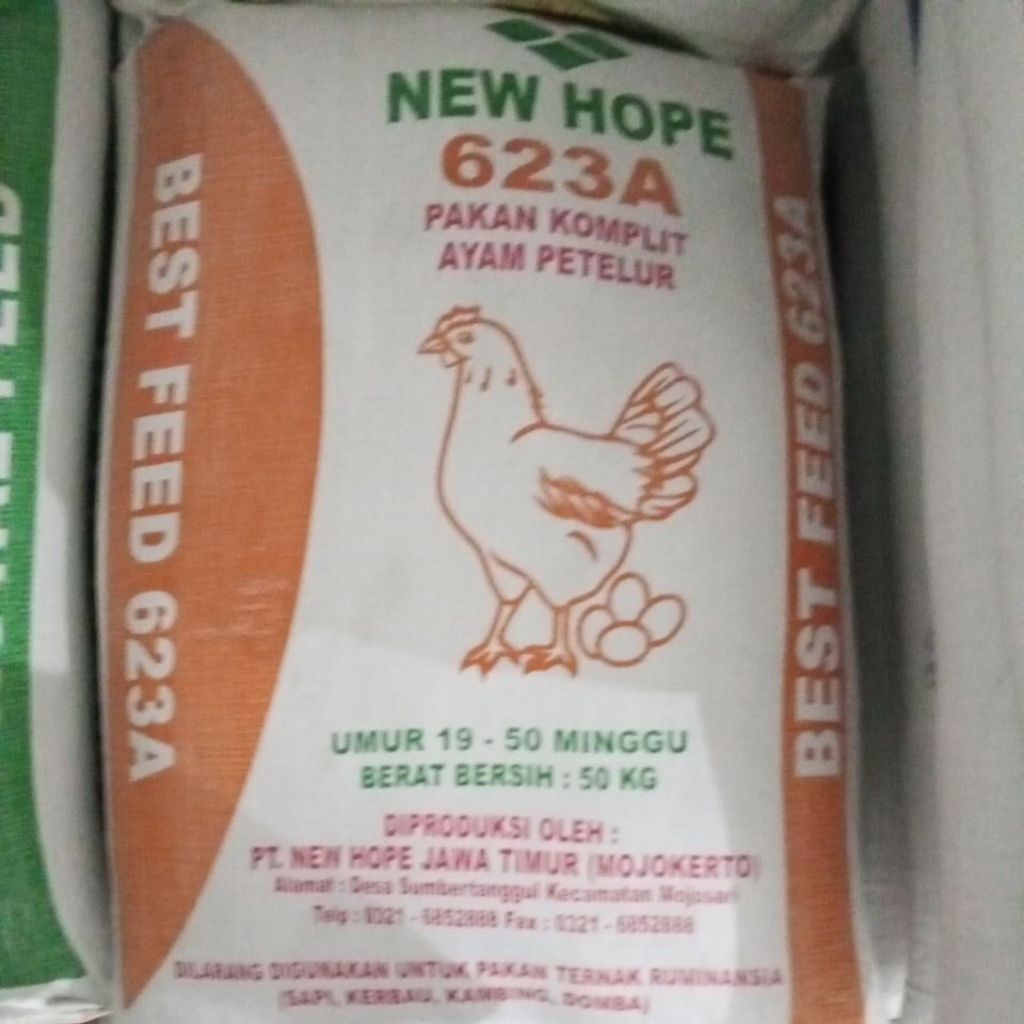 NEW HOPE
623A
PAKAN KOMPLIT
AYAM PETELUR
BEST FEED 623A
BEST FEED 623A
UMUR 19 - 50 MINGGU
BERAT BERSIH : 50 KG
DIPRODUKSI OLEH :
PT. NEW HOPE JAWA TIMUR (MOJOKERTO)
Alamat : Desa Sumbertanggul Kecamatan Mojosari
Telp : 0321 - 6852888 Fax : 0321 - 6852888
DILARANG DIGUNAKAN UNTUK PAKAN TERNAK RUMINANSIA
(SAPI, KERBAU, KAMBING, DOMBA)